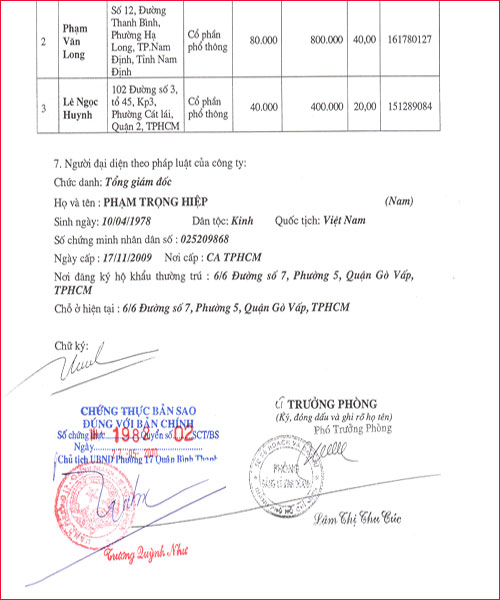 2 Phạm Văn Long Số 12, Đường Thanh Bình, Phường Hạ Long, TP.Nam Định, Tỉnh Nam Định Cổ phần phổ thông 80.000 800.000 40,00 161780127
3 Lê Ngọc Huynh 102 Đường số 3, tổ 45, Kp3, Phường Cát lái, Quận 2, TPHCM Cổ phần phổ thông 40.000 400.000 20,00 151289084
7. Người đại diện theo pháp luật của công ty:
Chức danh: Tổng giám đốc
Họ và tên : PHẠM TRỌNG HIỆP (Nam)
Sinh ngày: 10/04/1978 Dân tộc: Kinh Quốc tịch: Việt Nam
Số chứng minh nhân dân số : 025209868
Ngày cấp : 17/11/2009 Nơi cấp : CA TPHCM
Nơi đăng ký hộ khẩu thường trú : 6/6 Đường số 7, Phường 5, Quận Gò Vấp,
TPHCM
Chỗ ở hiện tại : 6/6 Đường số 7, Phường 5, Quận Gò Vấp, TPHCM
Chữ ký:
CHỨNG THỰC BẢN SAO
ĐÚNG VỚI BẢN CHÍNH
Số chứng thực 1988 Quyển số 02 SCT/BS
Ngày
Chủ tịch UBND Phường 17 Quận Bình Thạnh
Trương Quỳnh Như
TRƯỞNG PHÒNG
(Ký, đóng dấu và ghi rõ họ tên)
Phó Trưởng Phòng
PHÒNG
Lâm Thị Thu Cúc